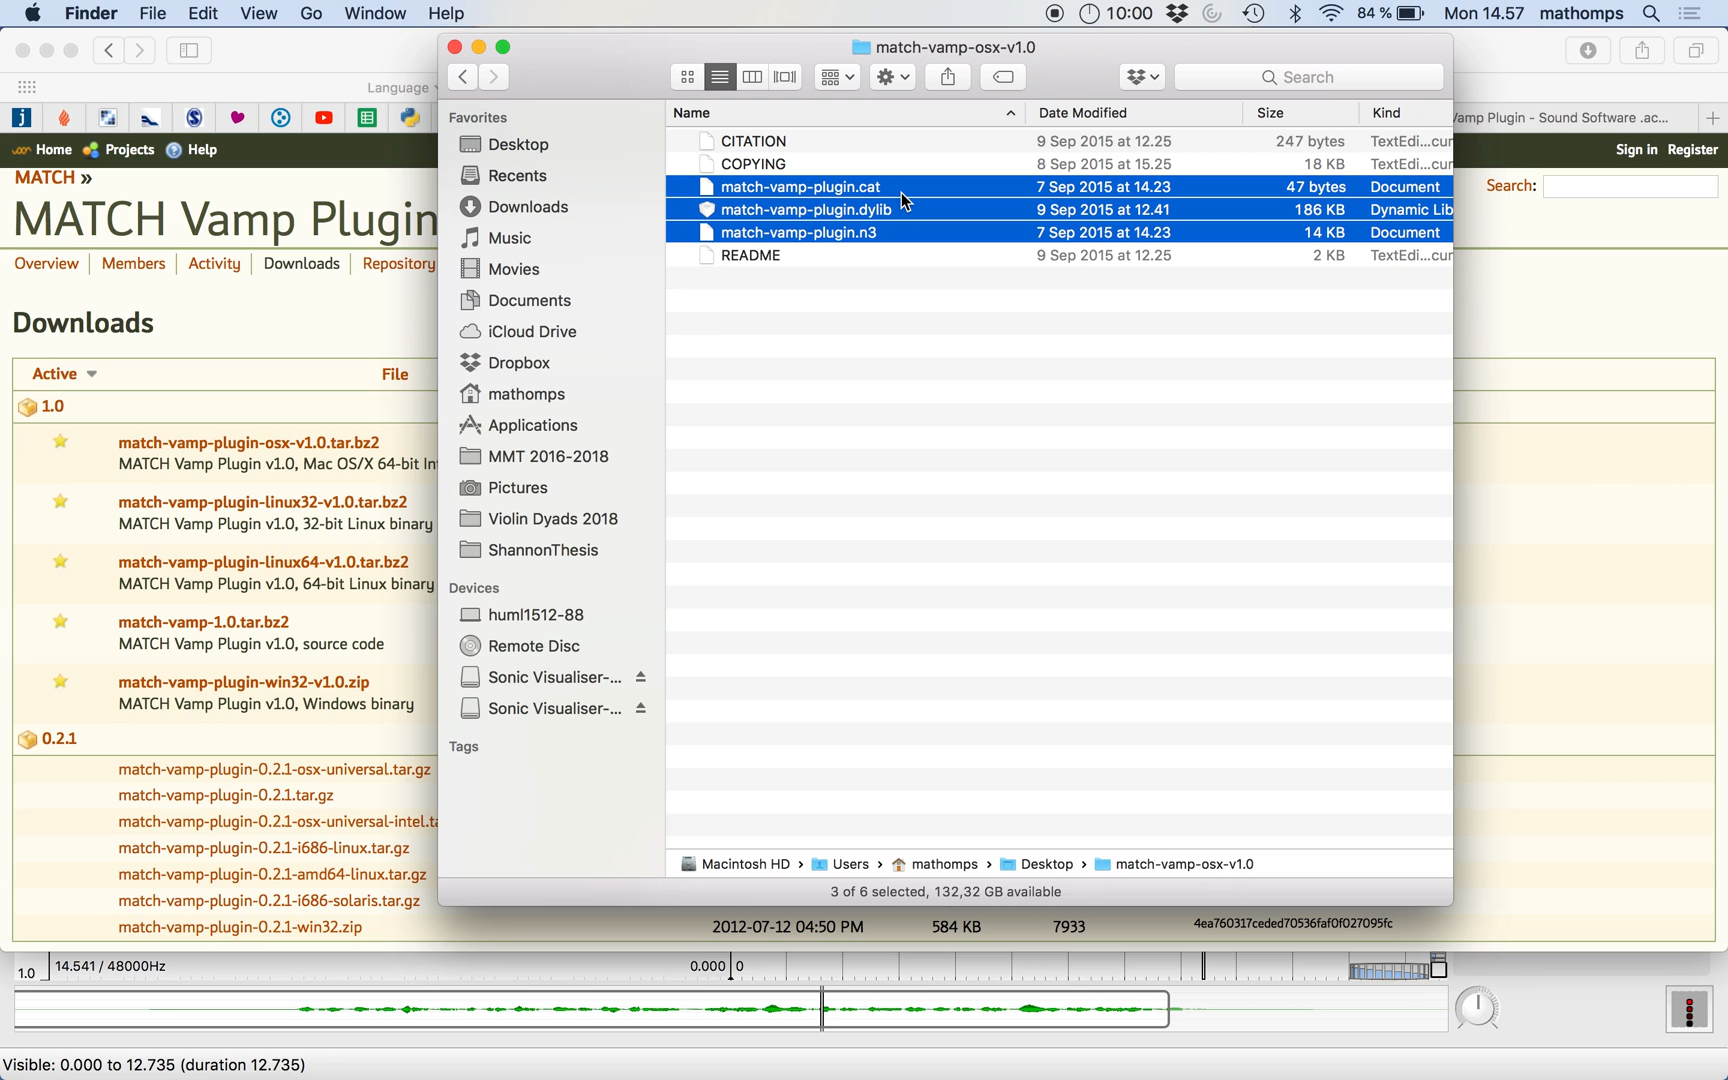 Finder File Edit View Go Window Help 10:00 84 % Mon 14.57 mathomps
match-vamp-osx-v1.0
Search
Language
Vamp Plugin - Sound Software .ac...
Home Projects Help
Sign in Register
MATCH »
Search:
MATCH Vamp Plugin
Overview Members Activity Downloads Repository
Downloads
Active File
1.0
match-vamp-plugin-osx-v1.0.tar.bz2
MATCH Vamp Plugin v1.0, Mac OS/X 64-bit
match-vamp-plugin-linux32-v1.0.tar.bz2
MATCH Vamp Plugin v1.0, 32-bit Linux binary
match-vamp-plugin-linux64-v1.0.tar.bz2
MATCH Vamp Plugin v1.0, 64-bit Linux binary
match-vamp-1.0.tar.bz2
MATCH Vamp Plugin v1.0, source code
match-vamp-plugin-win32-v1.0.zip
MATCH Vamp Plugin v1.0, Windows binary
0.2.1
match-vamp-plugin-0.2.1-osx-universal.tar.gz
match-vamp-plugin-0.2.1.tar.gz
match-vamp-plugin-0.2.1-osx-universal-intel.ta
match-vamp-plugin-0.2.1-i686-linux.tar.gz
match-vamp-plugin-0.2.1-amd64-linux.tar.gz
match-vamp-plugin-0.2.1-i686-solaris.tar.gz
match-vamp-plugin-0.2.1-win32.zip 2012-07-12 04:50 PM 584 KB 7933 4ea760317ceded70536faf0f027095fc
Favorites
Desktop
Recents
Downloads
Music
Movies
Documents
iCloud Drive
Dropbox
mathomps
Applications
MMT 2016-2018
Pictures
Violin Dyads 2018
ShannonThesis
Devices
huml1512-88
Remote Disc
Sonic Visualiser-...
Sonic Visualiser-...
Tags
Name Date Modified Size Kind
CITATION 9 Sep 2015 at 12.25 247 bytes TextEdi...cur
COPYING 8 Sep 2015 at 15.25 18 KB TextEdi...cur
match-vamp-plugin.cat 7 Sep 2015 at 14.23 47 bytes Document
match-vamp-plugin.dylib 9 Sep 2015 at 12.41 186 KB Dynamic Lib
match-vamp-plugin.n3 7 Sep 2015 at 14.23 14 KB Document
README 9 Sep 2015 at 12.25 2 KB TextEdi...cur
Macintosh HD › Users › mathomps › Desktop › match-vamp-osx-v1.0
3 of 6 selected, 132,32 GB available
1.0 14.541 / 48000Hz 0.000 0
Visible: 0.000 to 12.735 (duration 12.735)